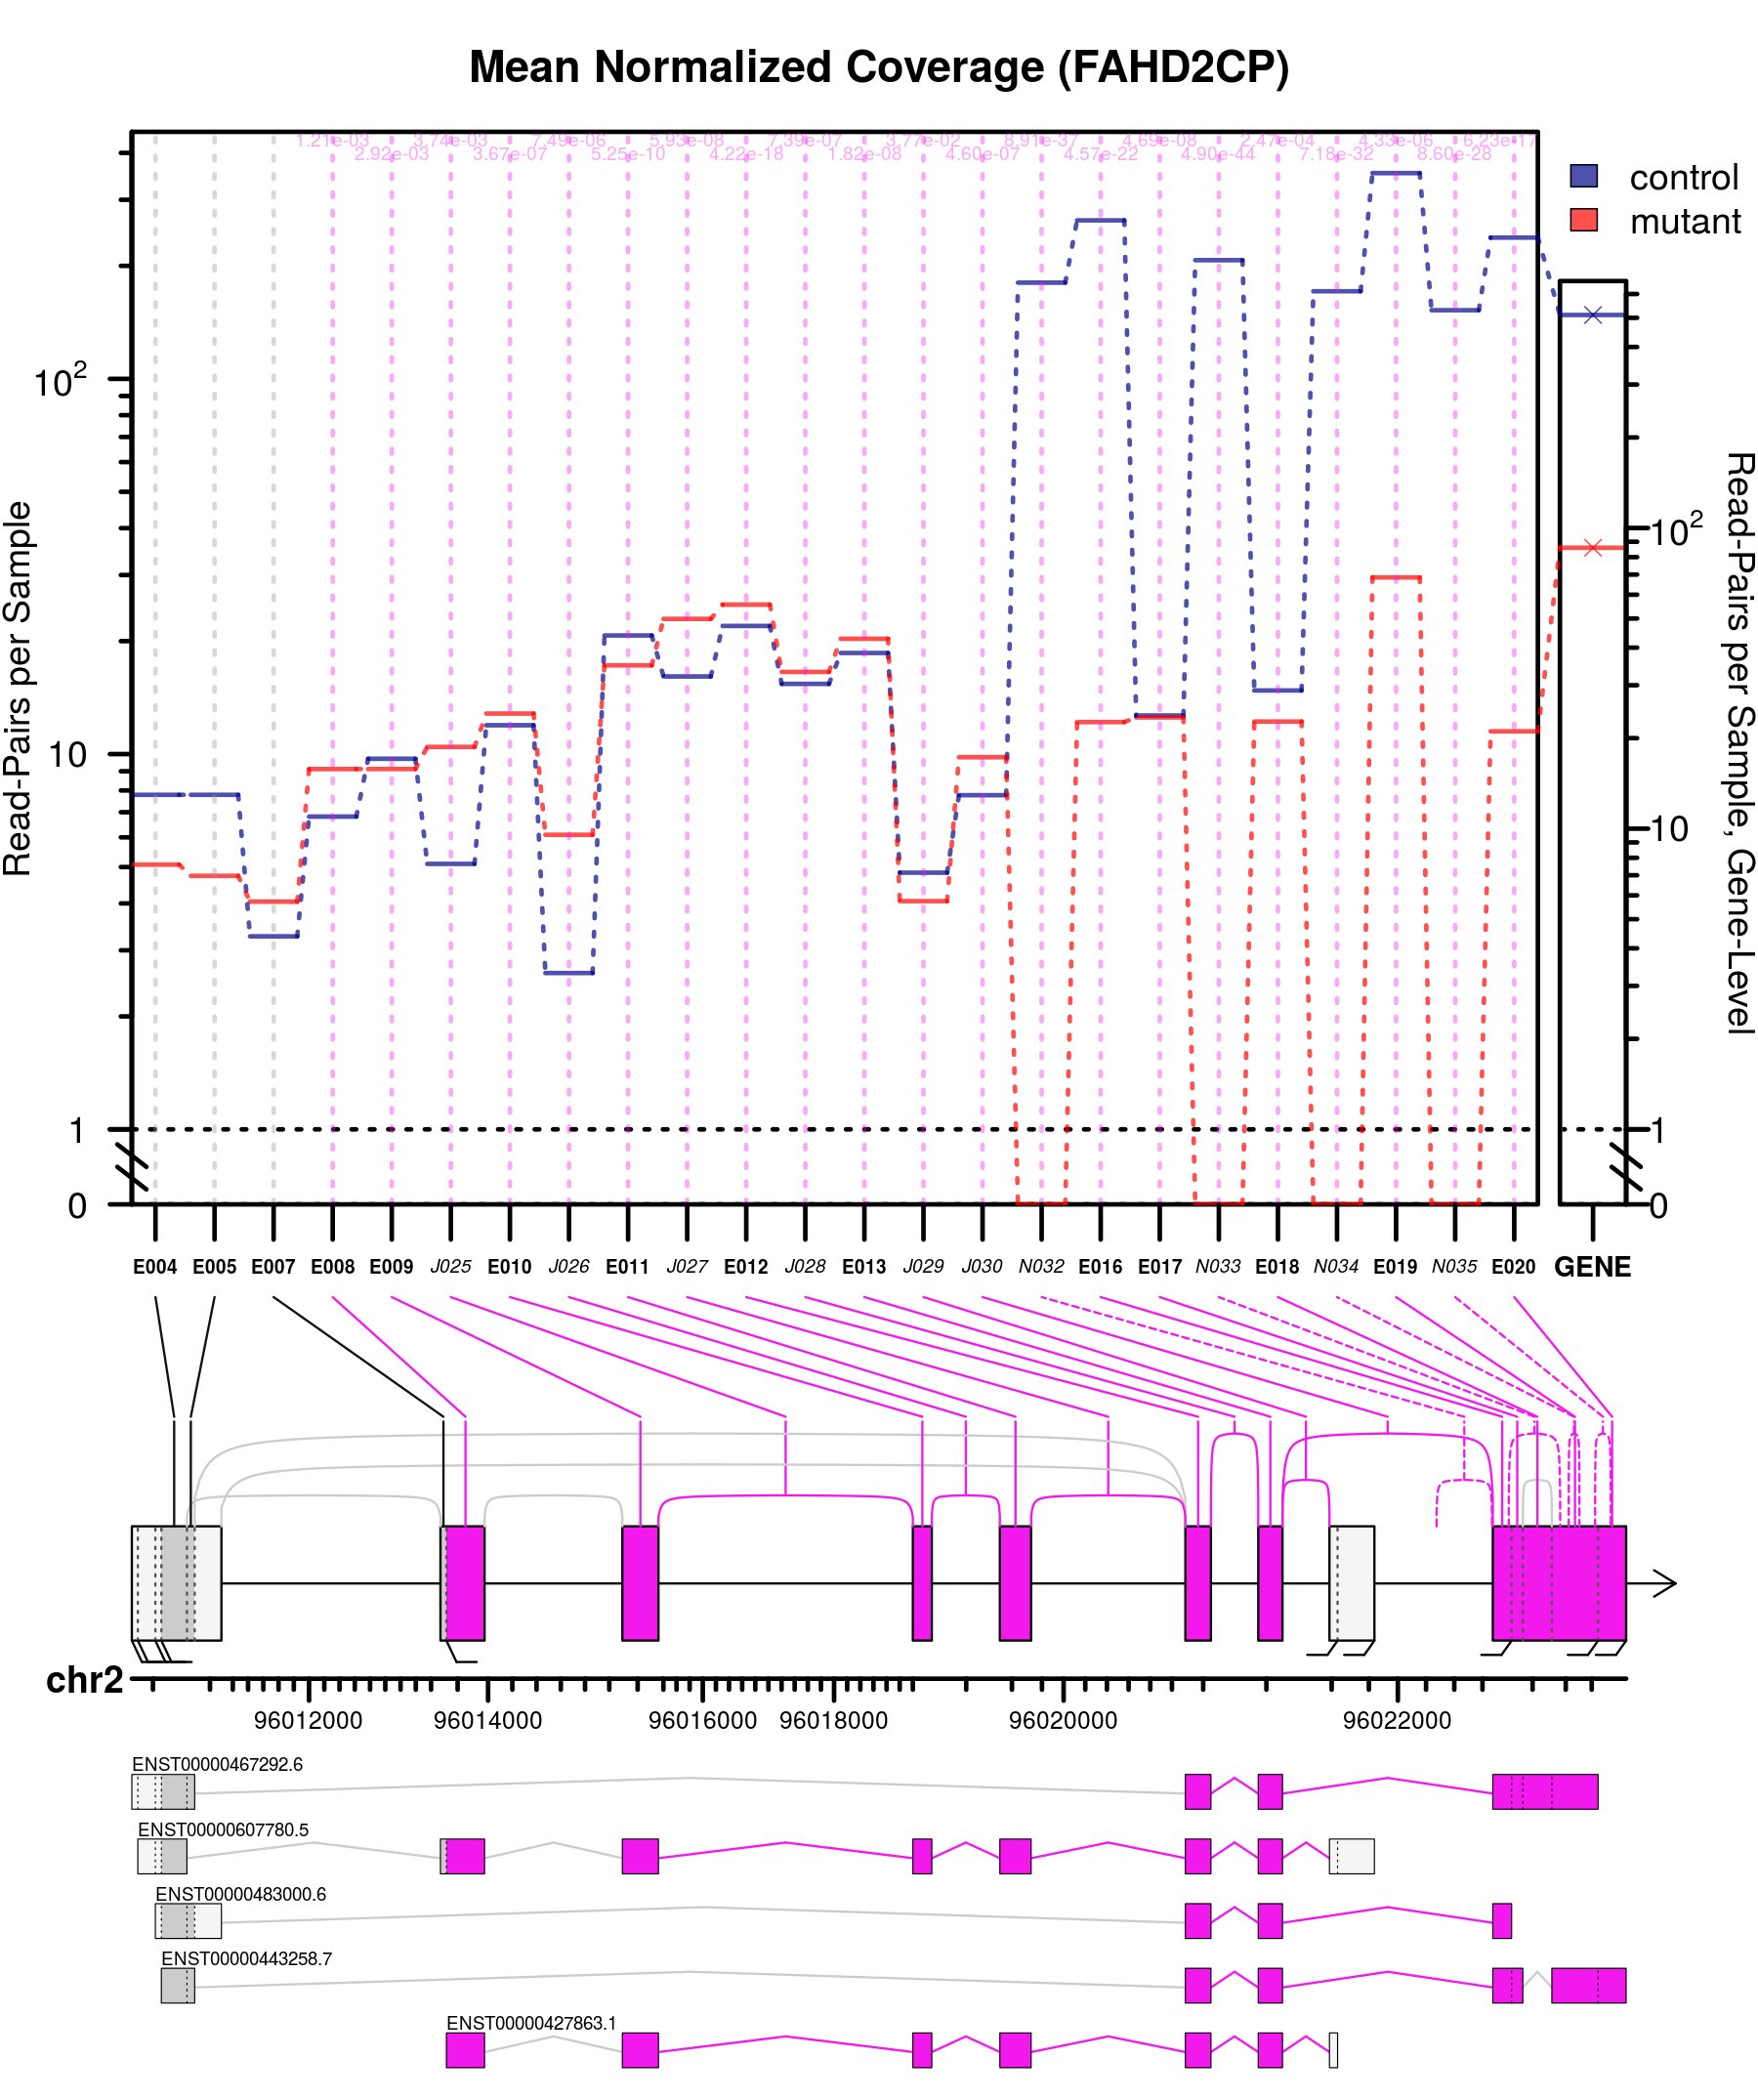 Mean Normalized Coverage (FAHD2CP)
1.21e-03 3.74e-03 7.49e-06 5.93e-08 7.39e-07 3.77e-02 8.91e-37 4.69e-08 2.47e-04 4.33e-06 6.23e-17
2.92e-03 3.67e-07 5.25e-10 4.22e-18 1.82e-08 4.60e-07 4.57e-22 4.90e-44 7.18e-32 8.60e-28
control
mutant
Read-Pairs per Sample
10²
10
1
0
Read-Pairs per Sample, Gene-Level
10²
10
1
0
E004 E005 E007 E008 E009 J025 E010 J026 E011 J027 E012 J028 E013 J029 J030 N032 E016 E017 N033 E018 N034 E019 N035 E020 GENE
chr2
96012000 96014000 96016000 96018000 96020000 96022000
ENST00000467292.6
ENST00000607780.5
ENST00000483000.6
ENST00000443258.7
ENST00000427863.1